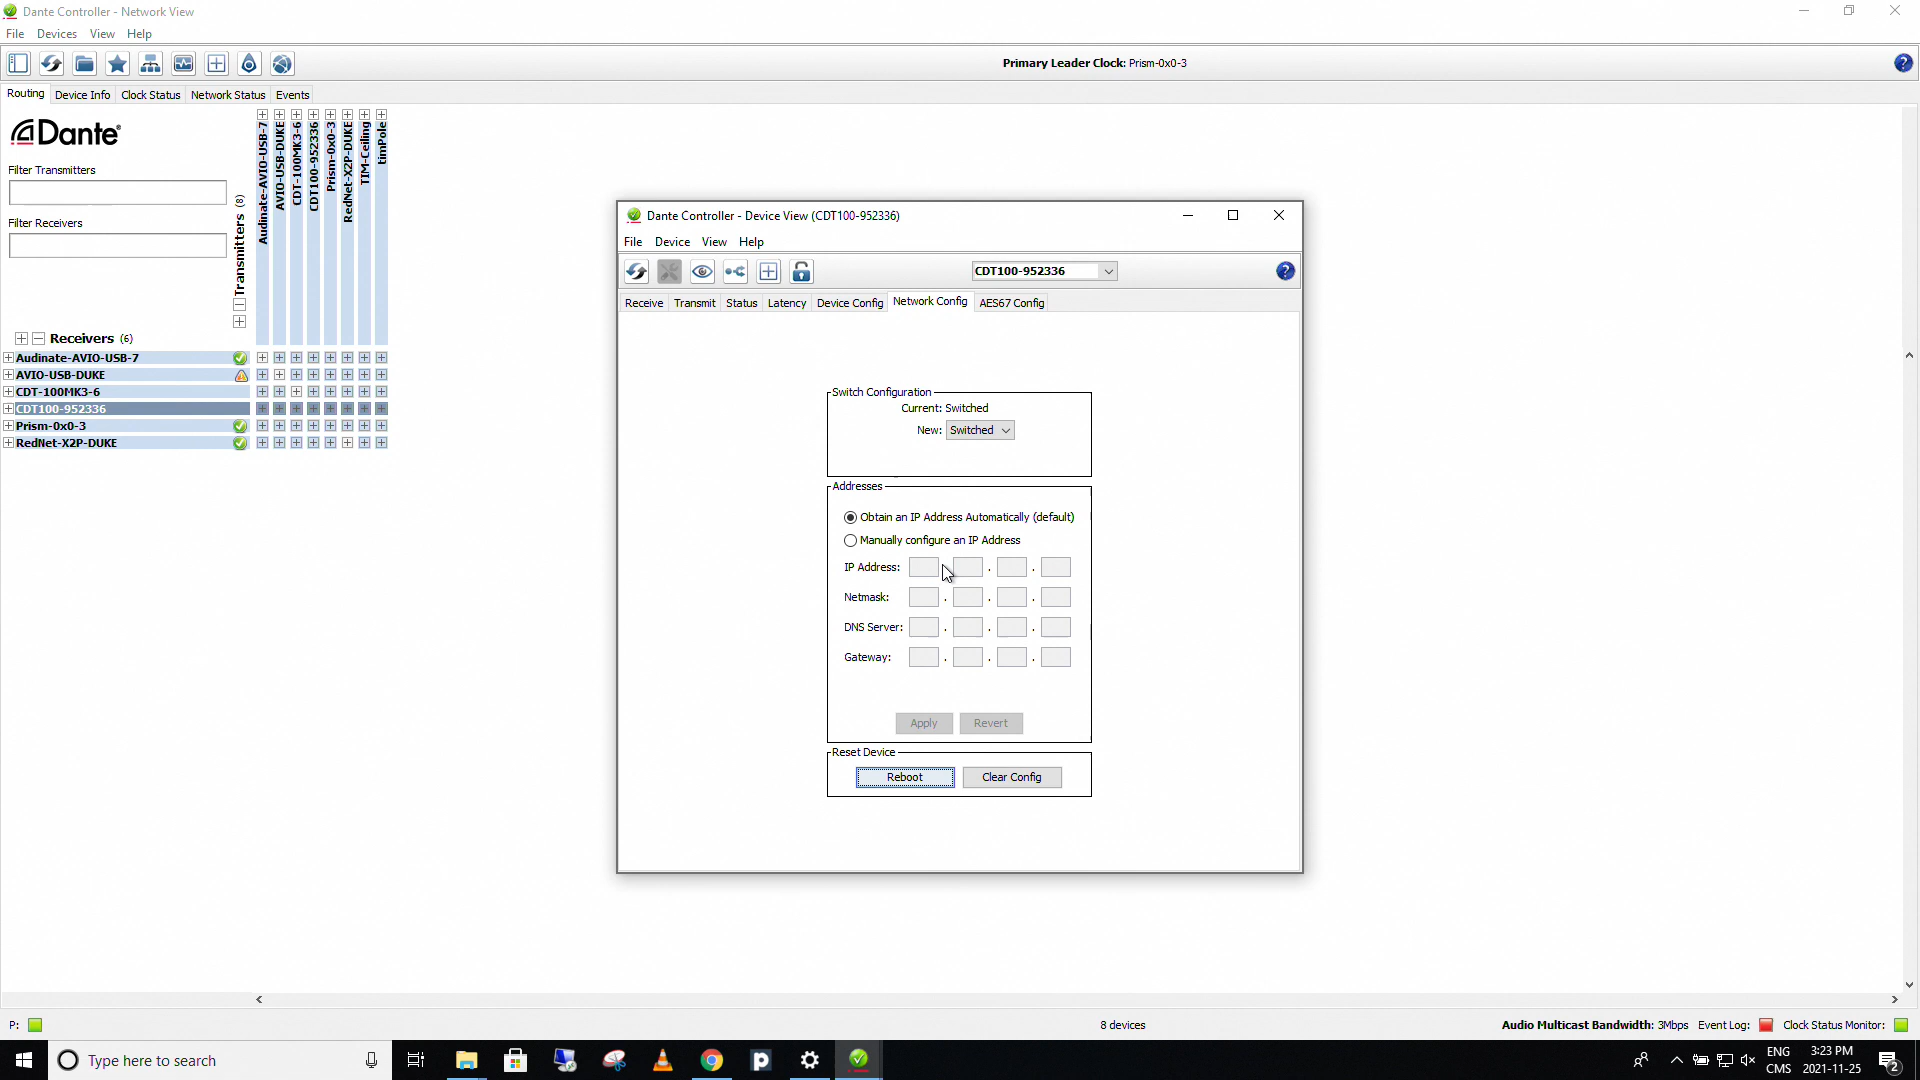 Dante Controller - Network View
File Devices View Help
Primary Leader Clock: Prism-0x0-3
Routing Device Info Clock Status Network Status Events
Dante
Filter Transmitters
Filter Receivers
Transmitters (8)
Audinate-AVIO-USB-7
AVIO-USB-DUKE
CDT-100MK3-6
CDT100-952336
Prism-0x0-3
RedNet-X2P-DUKE
TIM-Ceiling
timPole
Receivers (6)
Audinate-AVIO-USB-7
AVIO-USB-DUKE
CDT-100MK3-6
CDT100-952336
Prism-0x0-3
RedNet-X2P-DUKE
Dante Controller - Device View (CDT100-952336)
File Device View Help
CDT100-952336
Receive Transmit Status Latency Device Config Network Config AES67 Config
Switch Configuration
Current: Switched
New: Switched
Addresses
Obtain an IP Address Automatically (default)
Manually configure an IP Address
IP Address: . . .
Netmask: . . .
DNS Server: . . .
Gateway: . . .
Apply Revert
Reset Device
Reboot Clear Config
P: 8 devices Audio Multicast Bandwidth: 3Mbps Event Log: Clock Status Monitor:
Type here to search
ENG
CMS
3:23 PM
2021-11-25
2